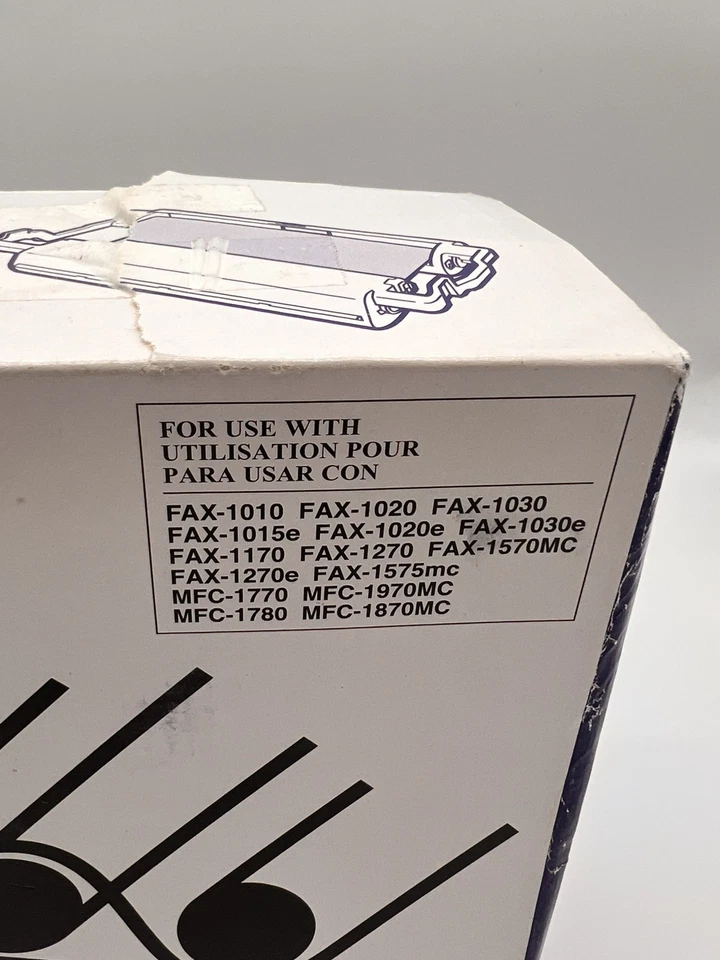 FOR USE WITH
UTILISATION POUR
PARA USAR CON
FAX-1010 FAX-1020 FAX-1030
FAX-1015e FAX-1020e FAX-1030e
FAX-1170 FAX-1270 FAX-1570MC
FAX-1270e FAX-1575mc
MFC-1770 MFC-1970MC
MFC-1780 MFC-1870MC